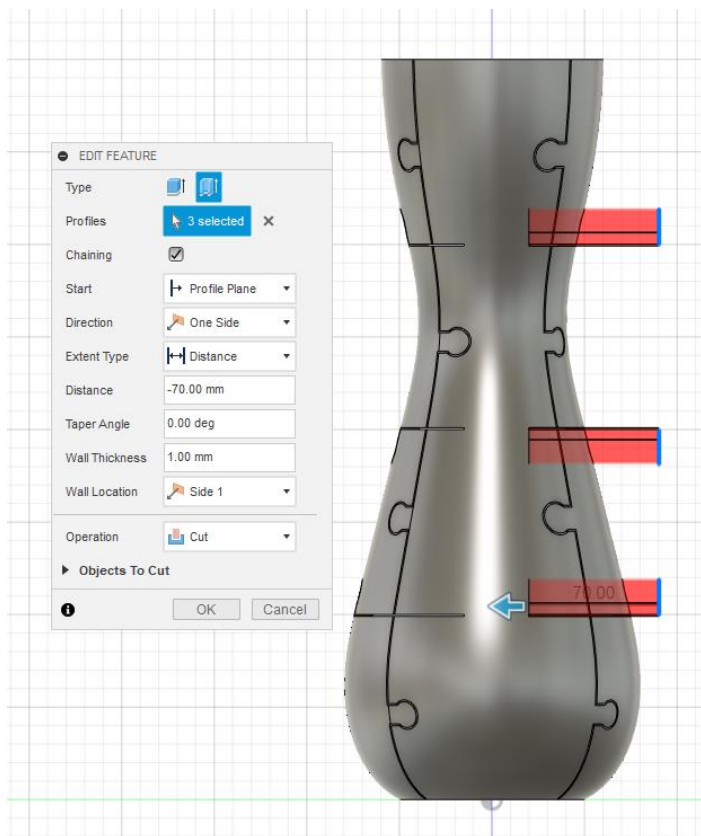 EDIT FEATURE
Type
Profiles 3 selected
Chaining
Start Profile Plane
Direction One Side
Extent Type Distance
Distance -70.00 mm
Taper Angle 0.00 deg
Wall Thickness 1.00 mm
Wall Location Side 1
Operation Cut
Objects To Cut
OK Cancel
70.00